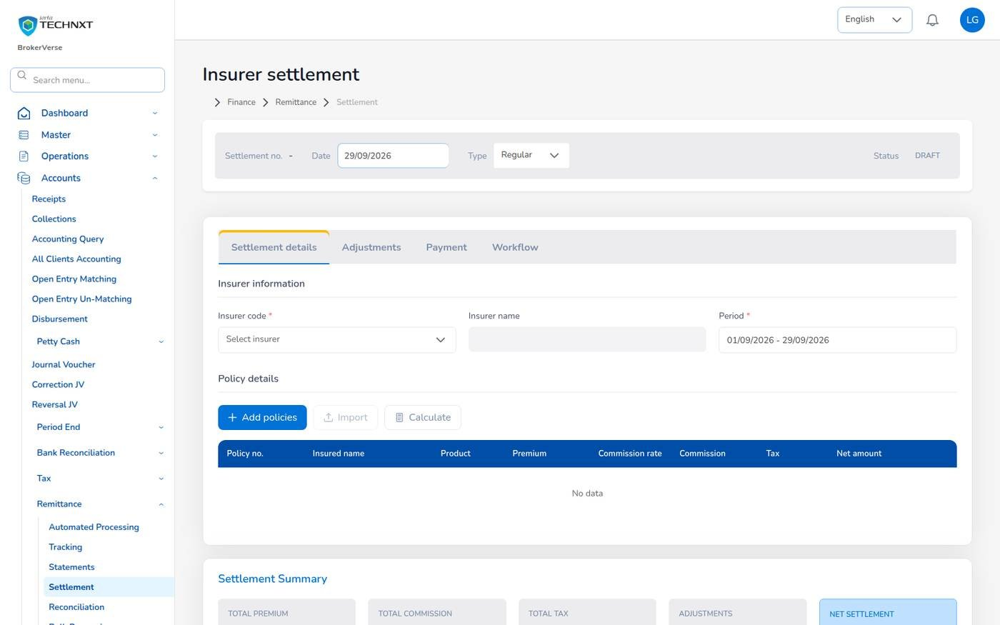 iorta
TECHNXT
BrokerVerse
Search menu...
Dashboard
Master
Operations
Accounts
Receipts
Collections
Accounting Query
All Clients Accounting
Open Entry Matching
Open Entry Un-Matching
Disbursement
Petty Cash
Journal Voucher
Correction JV
Reversal JV
Period End
Bank Reconciliation
Tax
Remittance
Automated Processing
Tracking
Statements
Settlement
Reconciliation
English
LG
Insurer settlement
Finance Remittance Settlement
Settlement no. - Date 29/09/2026 Type Regular Status DRAFT
Settlement details Adjustments Payment Workflow
Insurer information
Insurer code * Insurer name Period *
Select insurer 01/09/2026 - 29/09/2026
Policy details
Add policies Import Calculate
Policy no. Insured name Product Premium Commission rate Commission Tax Net amount
No data
Settlement Summary
TOTAL PREMIUM TOTAL COMMISSION TOTAL TAX ADJUSTMENTS NET SETTLEMENT